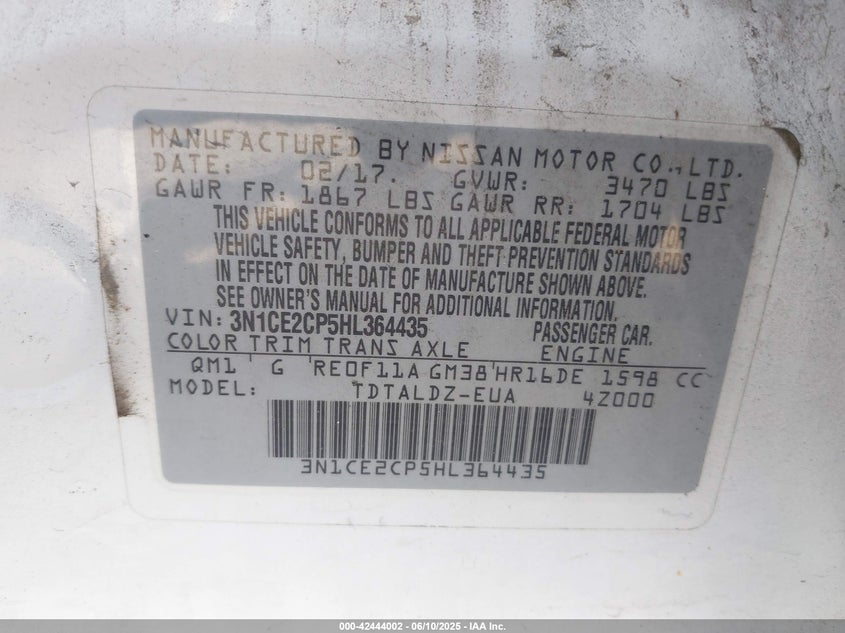 MANUFACTURED BY NISSAN MOTOR CO.,LTD.
DATE: 02/17. GVWR: 3470 LBS
GAWR FR: 1867 LBS GAWR RR: 1704 LBS
THIS VEHICLE CONFORMS TO ALL APPLICABLE FEDERAL MOTOR
VEHICLE SAFETY, BUMPER AND THEFT PREVENTION STANDARDS
IN EFFECT ON THE DATE OF MANUFACTURE SHOWN ABOVE.
SEE OWNER'S MANUAL FOR ADDITIONAL INFORMATION.
VIN: 3N1CE2CP5HL364435 PASSENGER CAR.
COLOR TRIM TRANS AXLE ENGINE
QM1 G RE0F11A GM38 HR16DE 1598 CC
MODEL: TDTALDZ-EUA 4Z000
3N1CE2CP5HL364435
000-42444002 - 06/10/2025 - IAA Inc.